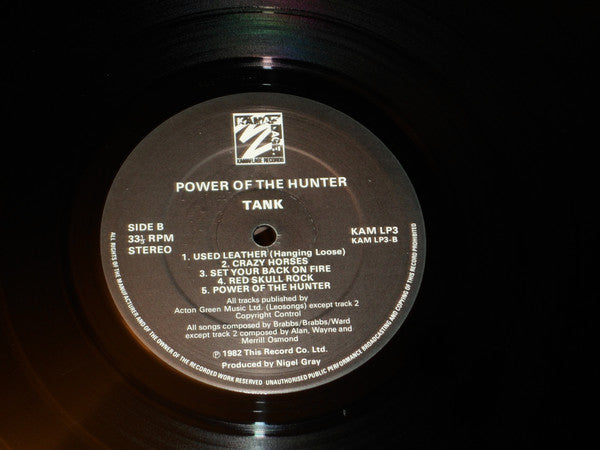 KAMAF
LAGE
KAMAFLAGE RECORDS
POWER OF THE HUNTER
TANK
SIDE B
33⅓ RPM
STEREO
KAM LP3
KAM LP3-B
1. USED LEATHER (Hanging Loose)
2. CRAZY HORSES
3. SET YOUR BACK ON FIRE
4. RED SKULL ROCK
5. POWER OF THE HUNTER
All tracks published by
Acton Green Music Ltd. (Leosongs) except track 2
Copyright Control
All songs composed by Brabbs/Brabbs/Ward
except track 2 composed by Alan, Wayne and
Merrill Osmond
℗ 1982 This Record Co. Ltd.
Produced by Nigel Gray
ALL RIGHTS OF THE MANUFACTURER AND OF THE OWNER OF THE RECORDED WORK RESERVED UNAUTHORISED PUBLIC PERFORMANCE BROADCASTING AND COPYING OF THIS RECORD PROHIBITED